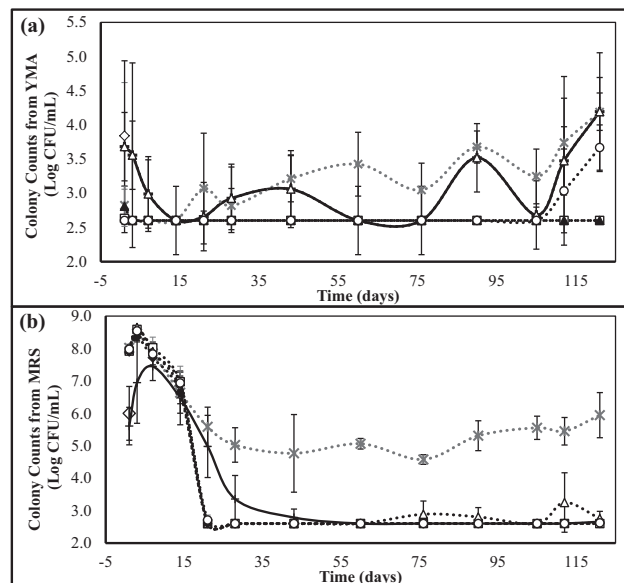 (a)
Colony Counts from YMA
(Log CFU/mL)
5.5
5.0
4.5
4.0
3.5
3.0
2.5
2.0
-5 15 35 55 75 95 115
Time (days)
(b)
Colony Counts from MRS
(Log CFU/mL)
9.0
8.0
7.0
6.0
5.0
4.0
3.0
2.0
-5 15 35 55 75 95 115
Time (days)